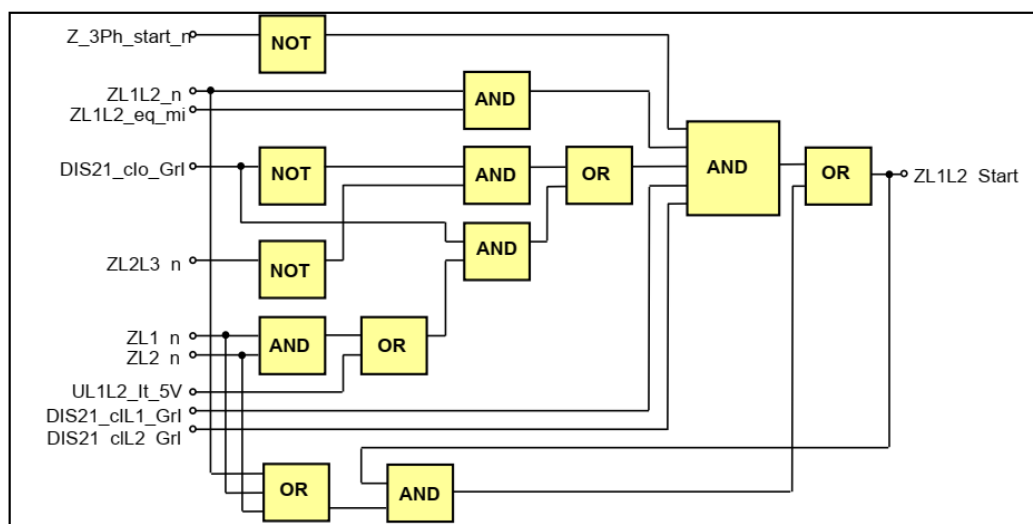 Z_3Ph_start_n
NOT
ZL1L2_n
ZL1L2_eq_mi
AND
DIS21_clo_Grl
NOT
AND
OR
AND
OR
ZL1L2 Start
AND
ZL2L3 n
NOT
ZL1 n
ZL2 n
AND
OR
UL1L2_lt_5V
DIS21_clL1_Grl
DIS21 clL2 Grl
OR
AND